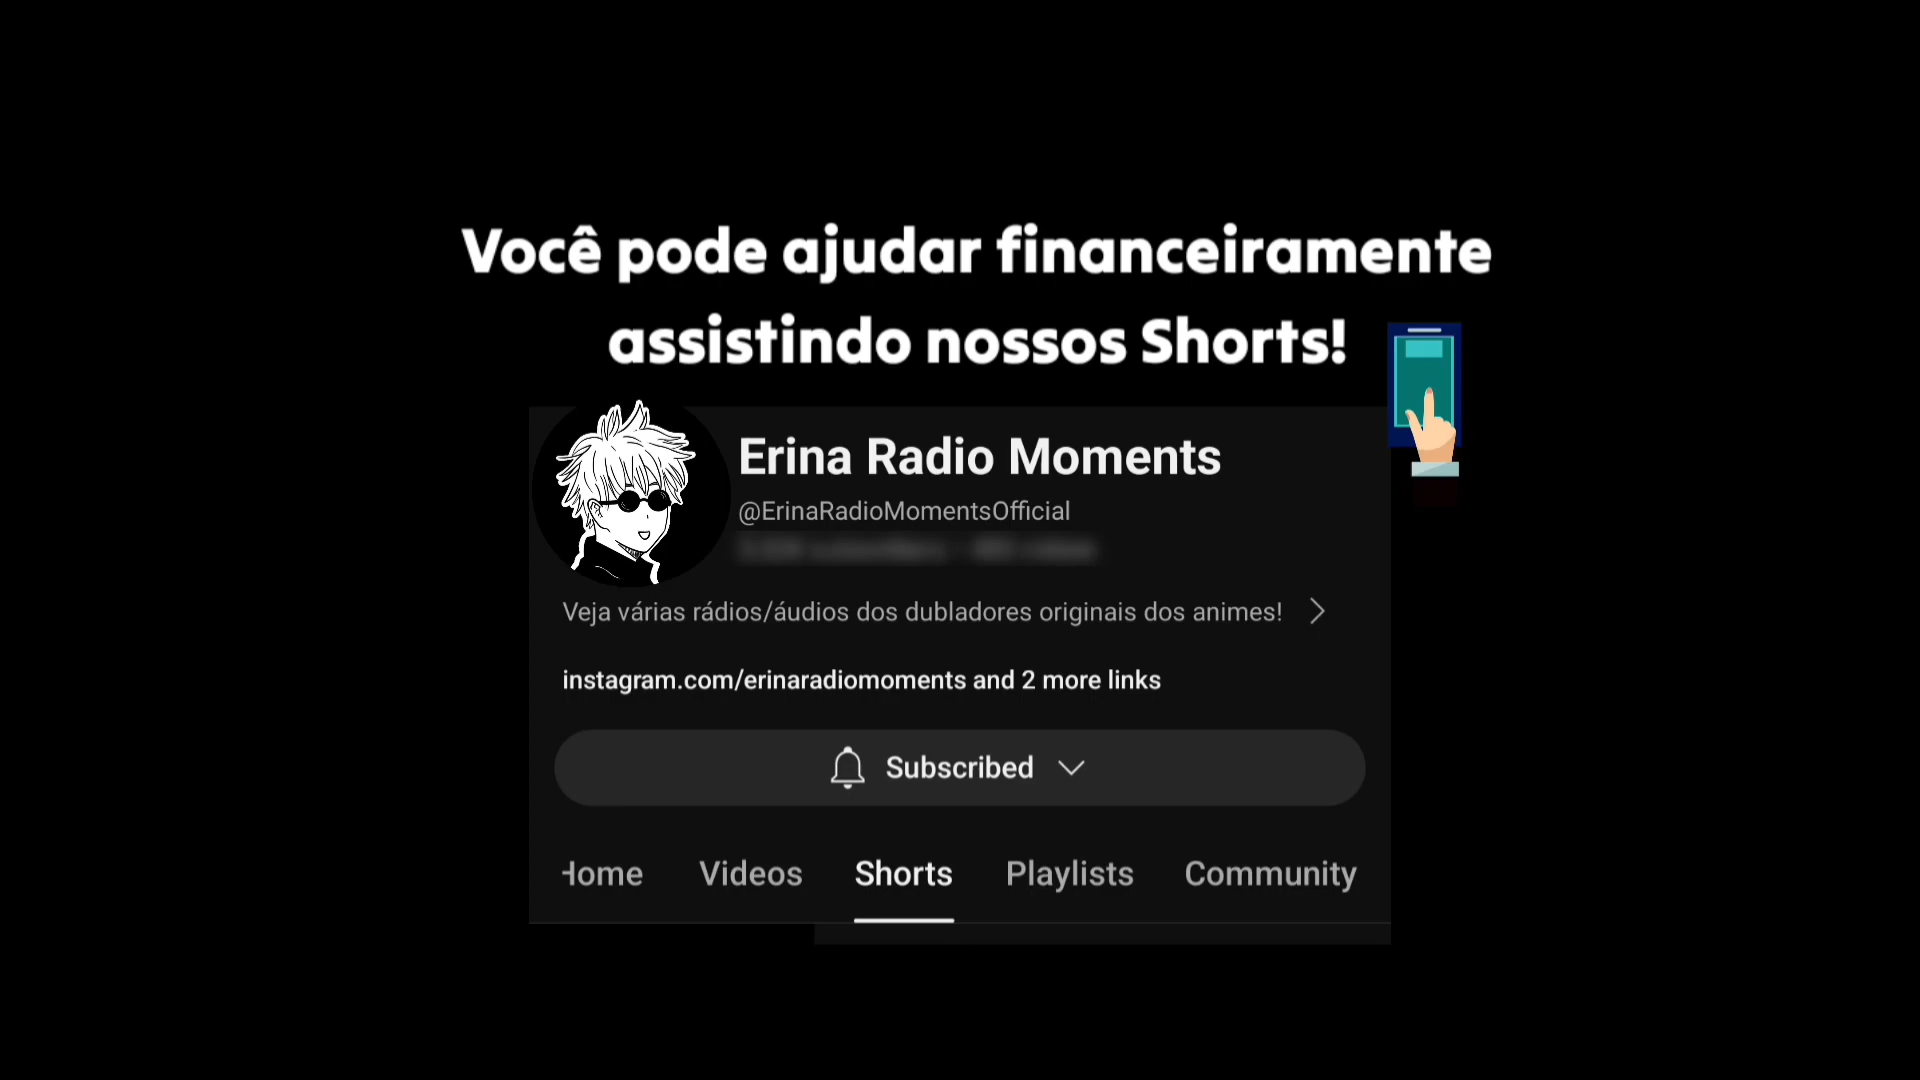 Você pode ajudar financeiramente
assistindo nossos Shorts!
Erina Radio Moments
@ErinaRadioMomentsOfficial
Veja várias rádios/áudios dos dubladores originais dos animes!
instagram.com/erinaradiomoments and 2 more links
Subscribed
Home Videos Shorts Playlists Community